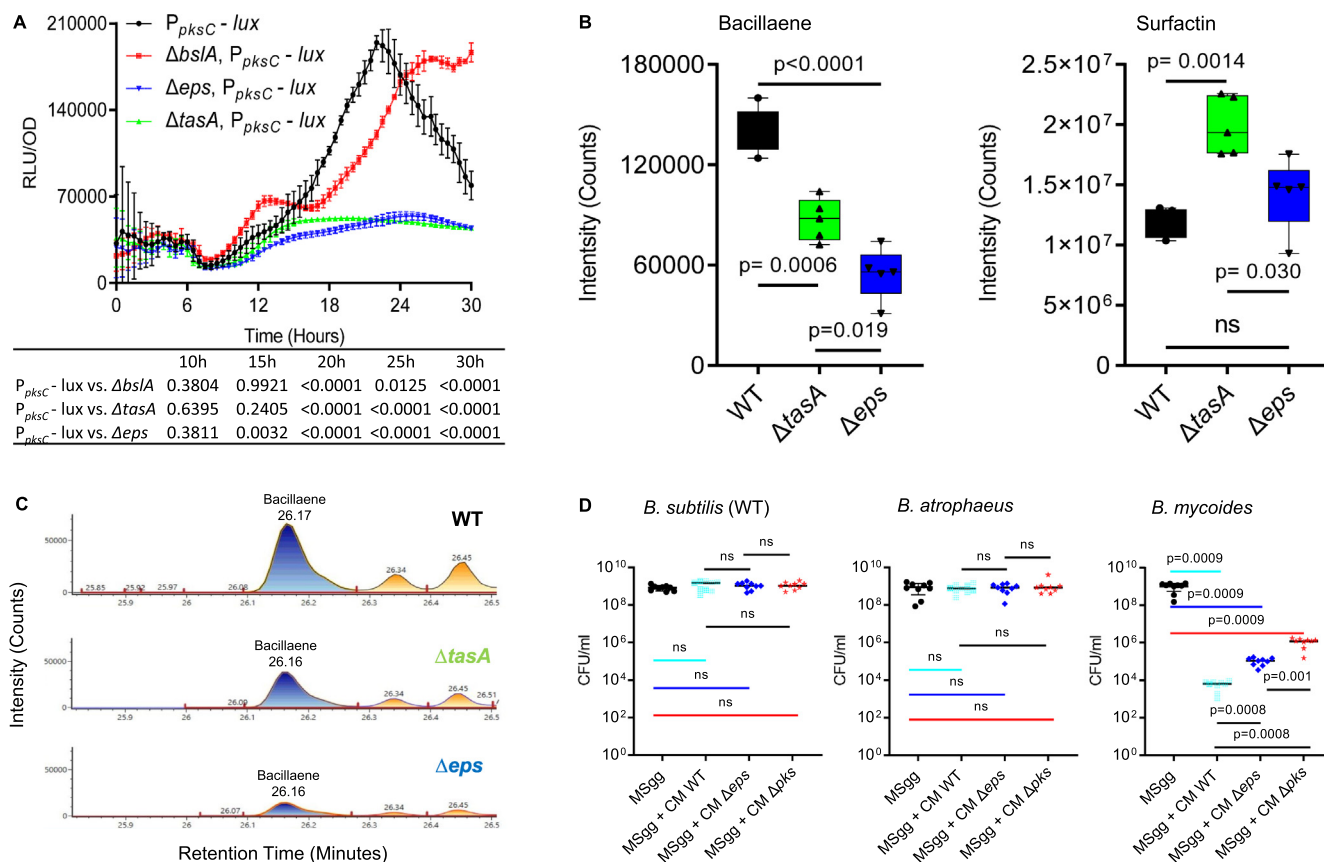 A
P pksC - lux
ΔbslA, P pksC - lux
Δeps, P pksC - lux
ΔtasA, P pksC - lux
RLU/OD
210000
140000
70000
0
0 6 12 18 24 30
Time (Hours)
10h 15h 20h 25h 30h
P pksC - lux vs. ΔbslA 0.3804 0.9921 <0.0001 0.0125 <0.0001
P pksC - lux vs. ΔtasA 0.6395 0.2405 <0.0001 <0.0001 <0.0001
P pksC - lux vs. Δeps 0.3811 0.0032 <0.0001 <0.0001 <0.0001
B
Bacillaene
Intentsity (Counts)
180000
120000
60000
0
p<0.0001
p= 0.0006
p=0.019
WT
ΔtasA
Δeps
Surfactin
Intentsity (Counts)
2.5×10⁷
2×10⁷
1.5×10⁷
1×10⁷
5×10⁶
0
p= 0.0014
p= 0.030
ns
WT
ΔtasA
Δeps
C
Intensity (Counts)
Bacillaene
26.17
WT
50000
0
25.85 25.92 25.97 26.08 26.34 26.45
25.9 26 26.1 26.2 26.3 26.4 26.5
Bacillaene
26.16
ΔtasA
50000
0
26.09 26.34 26.45 26.51
25.9 26 26.1 26.2 26.3 26.4 26.5
Bacillaene
26.16
Δeps
50000
0
26.07 26.34 26.45
25.9 26 26.1 26.2 26.3 26.4 26.5
Retention Time (Minutes)
D
B. subtilis (WT)
CFU/ml
10¹⁰
10⁸
10⁶
10⁴
10²
10⁰
ns
ns
ns
ns
ns
ns
MSgg
MSgg + CM WT
MSgg + CM Δeps
MSgg + CM Δpks
B. atrophaeus
CFU/ml
10¹⁰
10⁸
10⁶
10⁴
10²
10⁰
ns
ns
ns
ns
ns
ns
MSgg
MSgg + CM WT
MSgg + CM Δeps
MSgg + CM Δpks
B. mycoides
CFU/ml
10¹⁰
10⁸
10⁶
10⁴
10²
10⁰
p=0.0009
p=0.0009
p=0.0009
p=0.001
p=0.0008
p=0.0008
MSgg
MSgg + CM WT
MSgg + CM Δeps
MSgg + CM Δpks